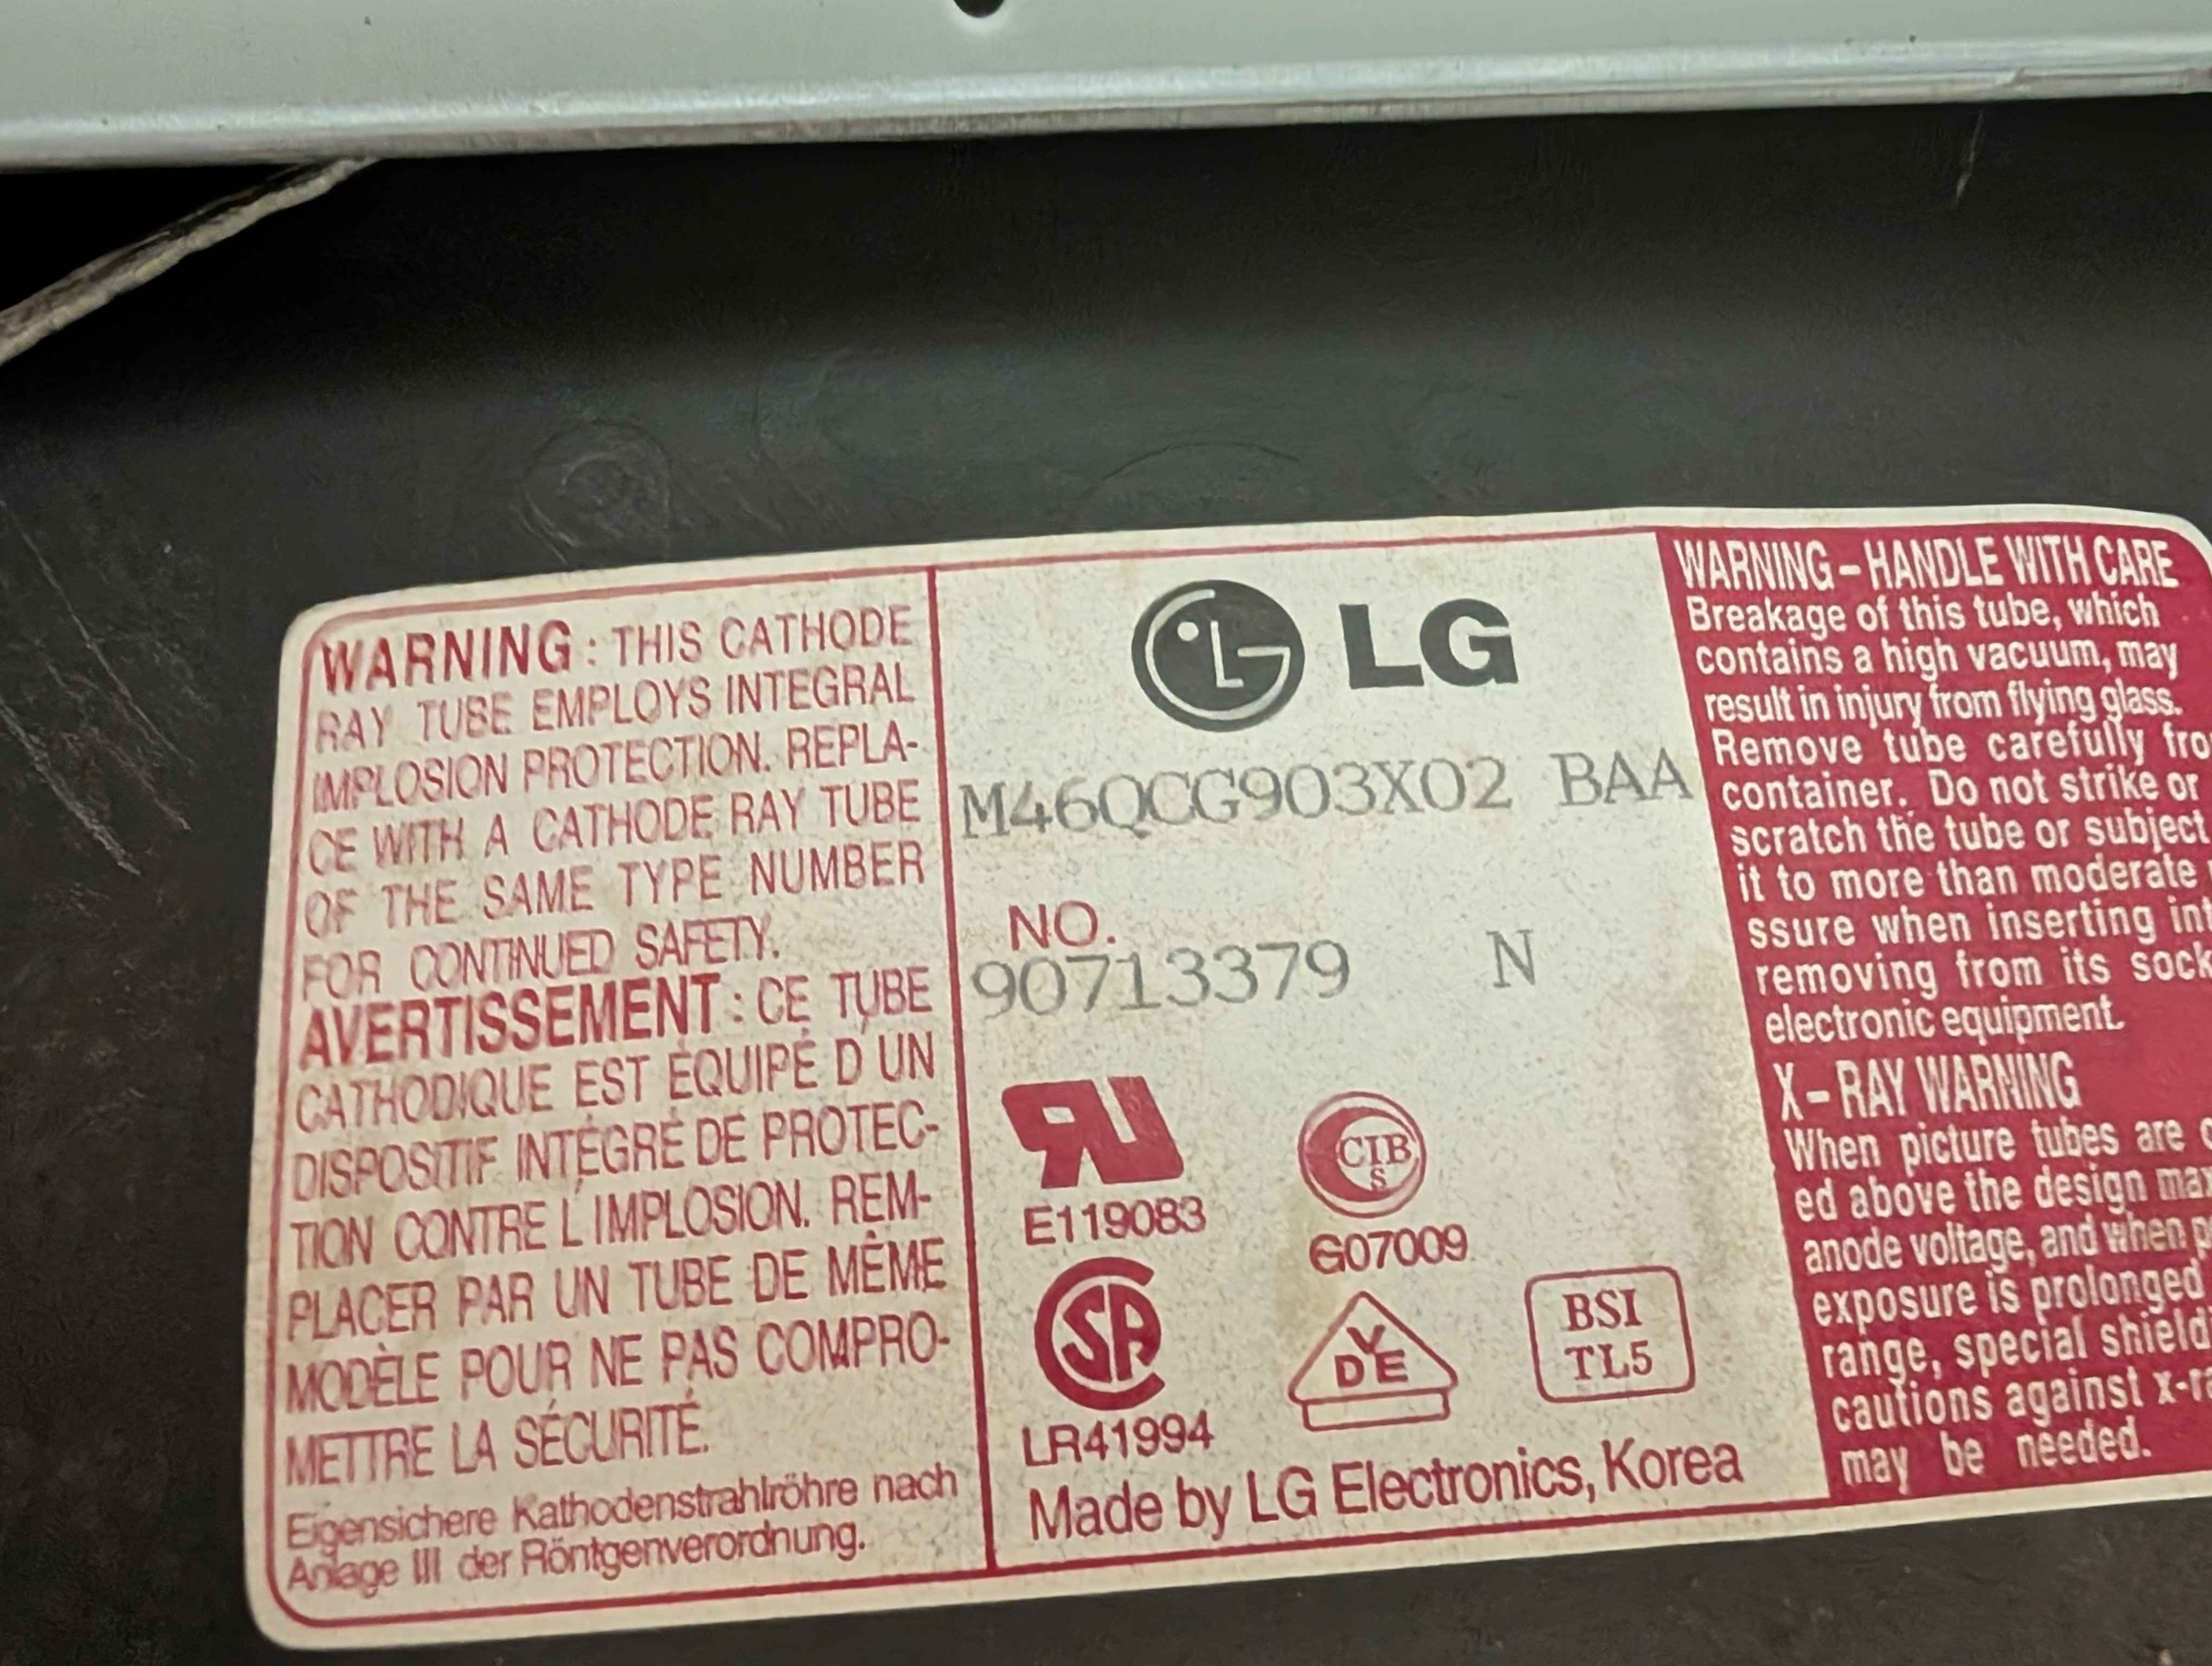 WARNING : THIS CATHODE
RAY TUBE EMPLOYS INTEGRAL
IMPLOSION PROTECTION. REPLA-
CE WITH A CATHODE RAY TUBE
OF THE SAME TYPE NUMBER
FOR CONTINUED SAFETY.
AVERTISSEMENT : CE TUBE
CATHODIQUE EST ÉQUIPÉ D UN
DISPOSITIF INTÉGRÉ DE PROTEC-
TION CONTRE L'IMPLOSION. REM-
PLACER PAR UN TUBE DE MÊME
MODÈLE POUR NE PAS COMPRO-
METTRE LA SÉCURITÉ.
Eigensichere Kathodenstrahlröhre nach
Anlage III der Röntgenverordnung.
LG
M46QCG903X02 BAA
NO.
90713379 N
E119083
CIB
S
G07009
LR41994
VDE
BSI
TL5
Made by LG Electronics, Korea
WARNING – HANDLE WITH CARE
Breakage of this tube, which
contains a high vacuum, may
result in injury from flying glass.
Remove tube carefully
container. Do not strike or
scratch the tube or subject
it to more than moderate
ssure when inserting
removing from its
electronic equipment.
X – RAY WARNING
When picture tubes are
ed above the design
anode voltage, and when
exposure is prolonged
range, special
cautions against
may be needed.